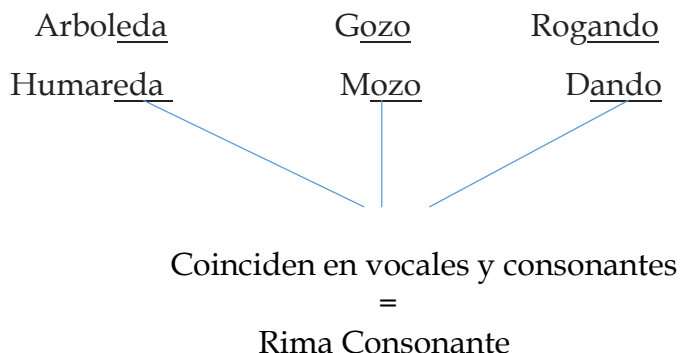 Arboleda Gozo Rogando
Humareda Mozo Dando
Coinciden en vocales y consonantes
=
Rima Consonante